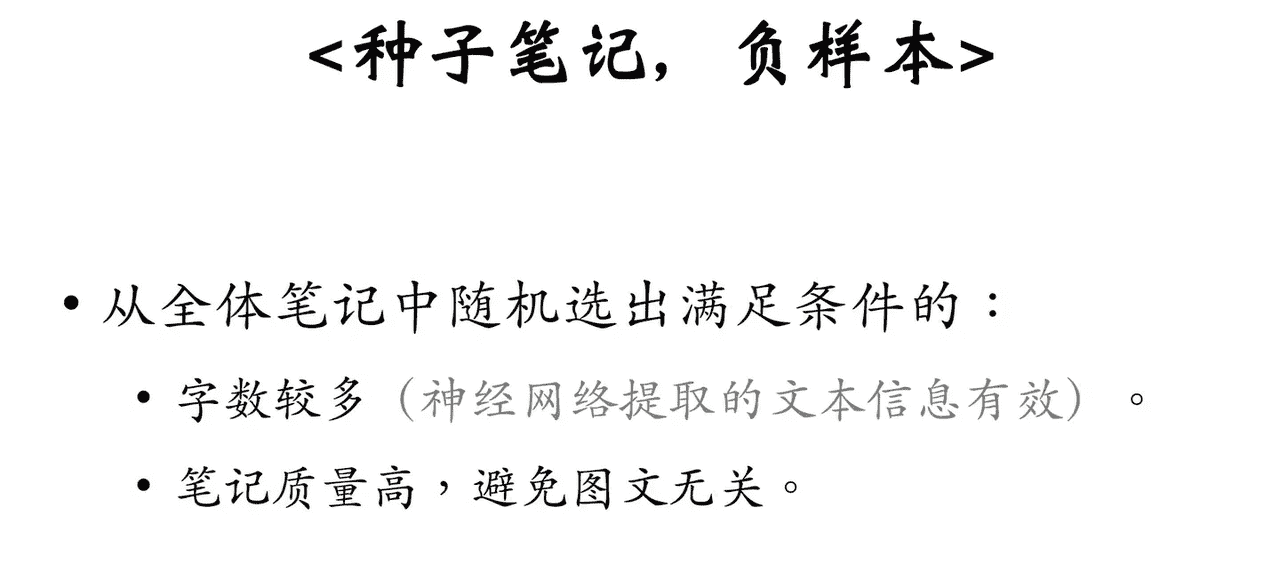 <种子笔记，负样本>
• 从全体笔记中随机选出满足条件的：
• 字数较多（神经网络提取的文本信息有效）。
• 笔记质量高，避免图文无关。